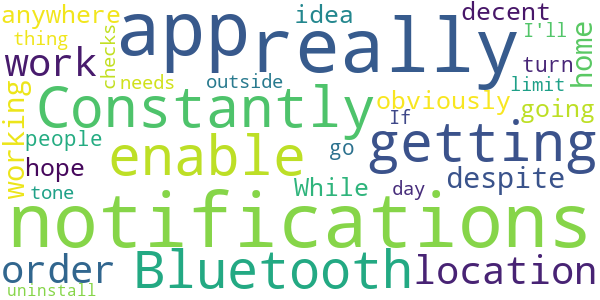 anywhere
app
really
idea
decent
I'll
thing
work
checks
needs
outside
turn
limit
home
Constantly
obviously
going
working
people
enable
If
go
getting
hope
tone
While
day
despite
notifications
order
Bluetooth
location
uninstall